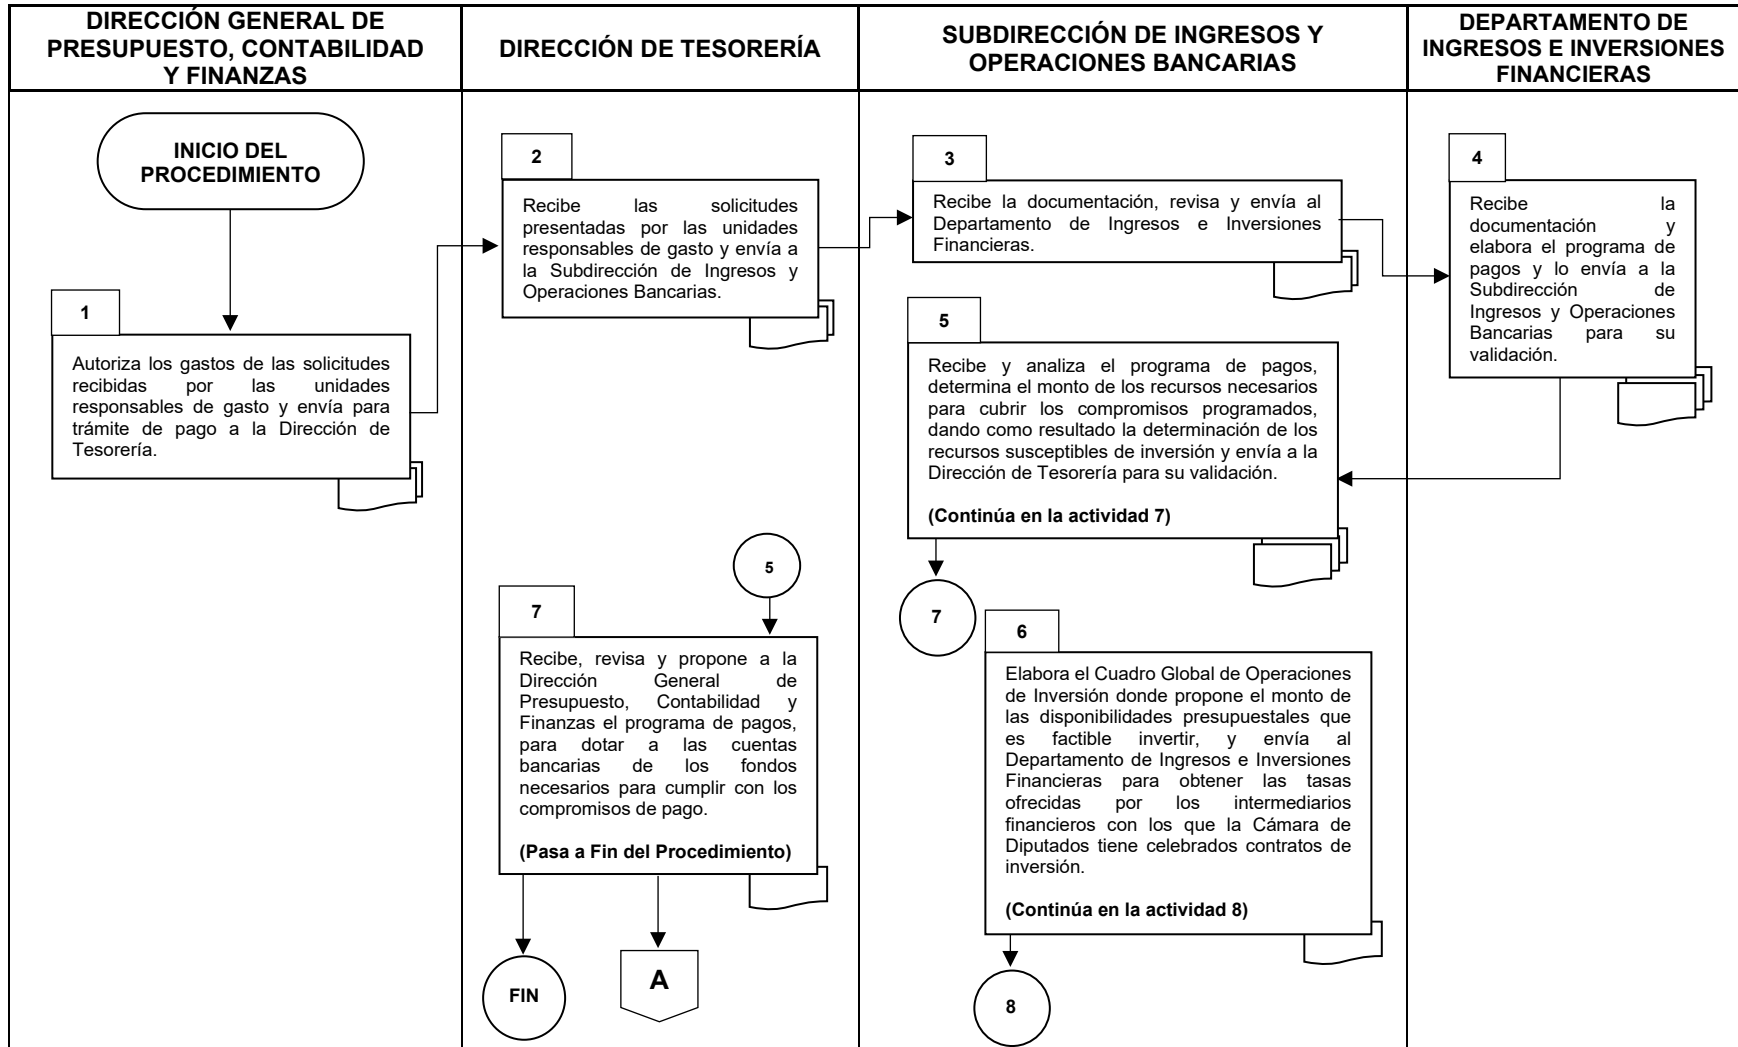 DIRECCIÓN GENERAL DE
PRESUPUESTO, CONTABILIDAD
Y FINANZAS
DIRECCIÓN DE TESORERÍA
SUBDIRECCIÓN DE INGRESOS Y
OPERACIONES BANCARIAS
DEPARTAMENTO DE
INGRESOS E INVERSIONES
FINANCIERAS
INICIO DEL
PROCEDIMIENTO
1
Autoriza los gastos de las solicitudes
recibidas por las unidades
responsables de gasto y envía para
trámite de pago a la Dirección de
Tesorería.
2
Recibe las solicitudes
presentadas por las unidades
responsables de gasto y envía a
la Subdirección de Ingresos y
Operaciones Bancarias.
3
Recibe la documentación, revisa y envía al
Departamento de Ingresos e Inversiones
Financieras.
4
Recibe la
documentación y
elabora el programa de
pagos y lo envía a la
Subdirección de
Ingresos y Operaciones
Bancarias para su
validación.
5
Recibe y analiza el programa de pagos,
determina el monto de los recursos necesarios
para cubrir los compromisos programados,
dando como resultado la determinación de los
recursos susceptibles de inversión y envía a la
Dirección de Tesorería para su validación.
(Continúa en la actividad 7)
7
6
Elabora el Cuadro Global de Operaciones
de Inversión donde propone el monto de
las disponibilidades presupuestales que
es factible invertir, y envía al
Departamento de Ingresos e Inversiones
Financieras para obtener las tasas
ofrecidas por los intermediarios
financieros con los que la Cámara de
Diputados tiene celebrados contratos de
inversión.
(Continúa en la actividad 8)
8
5
7
Recibe, revisa y propone a la
Dirección General de
Presupuesto, Contabilidad y
Finanzas el programa de pagos,
para dotar a las cuentas
bancarias de los fondos
necesarios para cumplir con los
compromisos de pago.
(Pasa a Fin del Procedimiento)
FIN
A